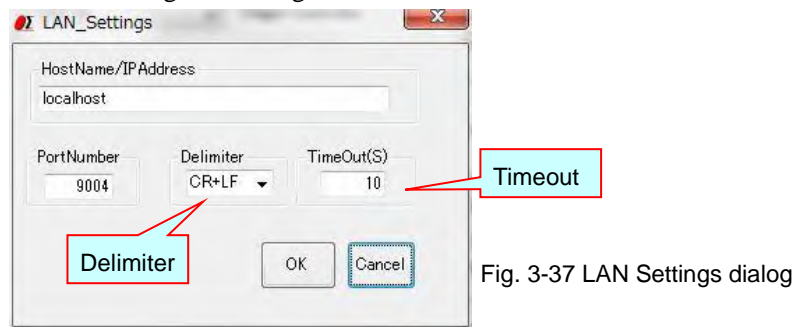 LAN_Settings
HostName/IPAddress
localhost
PortNumber
Delimiter
TimeOut(S)
9004
CR+LF
10
Timeout
Delimiter
OK
Cancel
Fig. 3-37 LAN Settings dialog